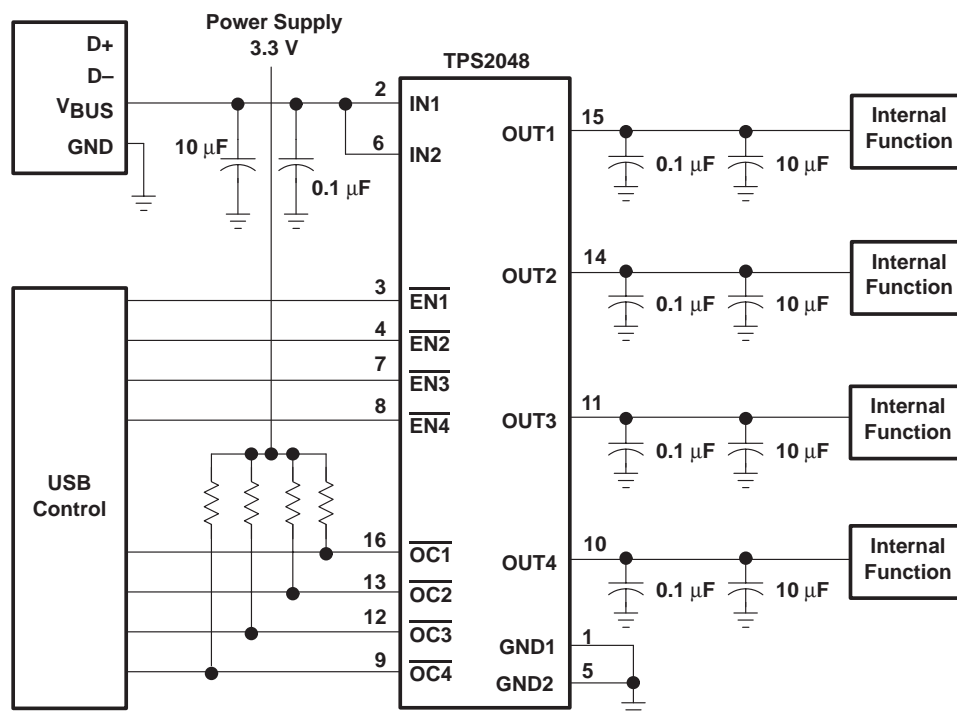 Power Supply
3.3 V
D+
D–
VBUS
GND
10 μF
0.1 μF
TPS2048
2
IN1
6
IN2
3
EN1
4
EN2
7
EN3
8
EN4
USB
Control
16
OC1
13
OC2
12
OC3
9
OC4
OUT1
15
0.1 μF
10 μF
Internal
Function
OUT2
14
0.1 μF
10 μF
Internal
Function
OUT3
11
0.1 μF
10 μF
Internal
Function
OUT4
10
0.1 μF
10 μF
Internal
Function
GND1
1
GND2
5